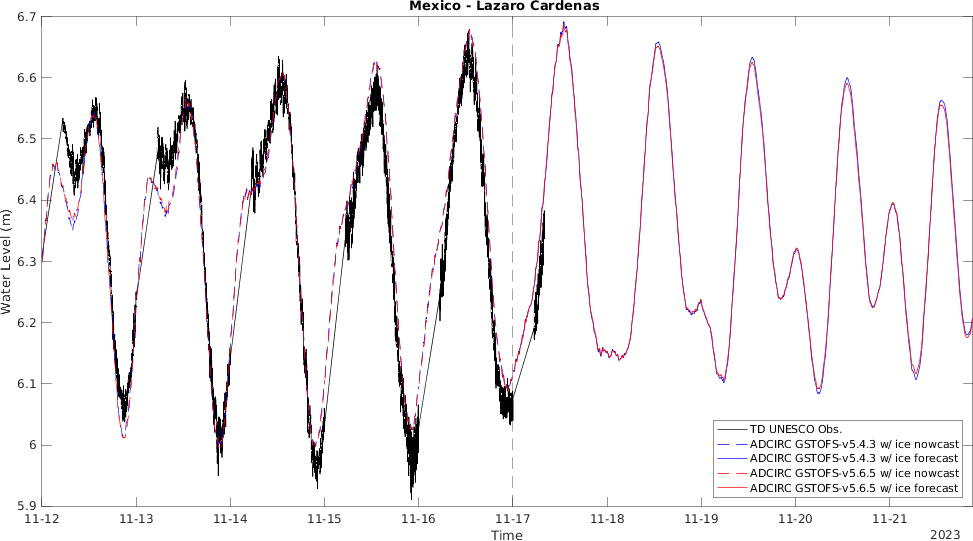 Mexico - Lazaro Cardenas
Water Level (m)
6.7
6.6
6.5
6.4
6.3
6.2
6.1
6
5.9
11-12 11-13 11-14 11-15 11-16 11-17 11-18 11-19 11-20 11-21
Time
2023
TD UNESCO Obs.
ADCIRC GSTOFS-v5.4.3 w/ ice nowcast
ADCIRC GSTOFS-v5.4.3 w/ ice forecast
ADCIRC GSTOFS-v5.6.5 w/ ice nowcast
ADCIRC GSTOFS-v5.6.5 w/ ice forecast